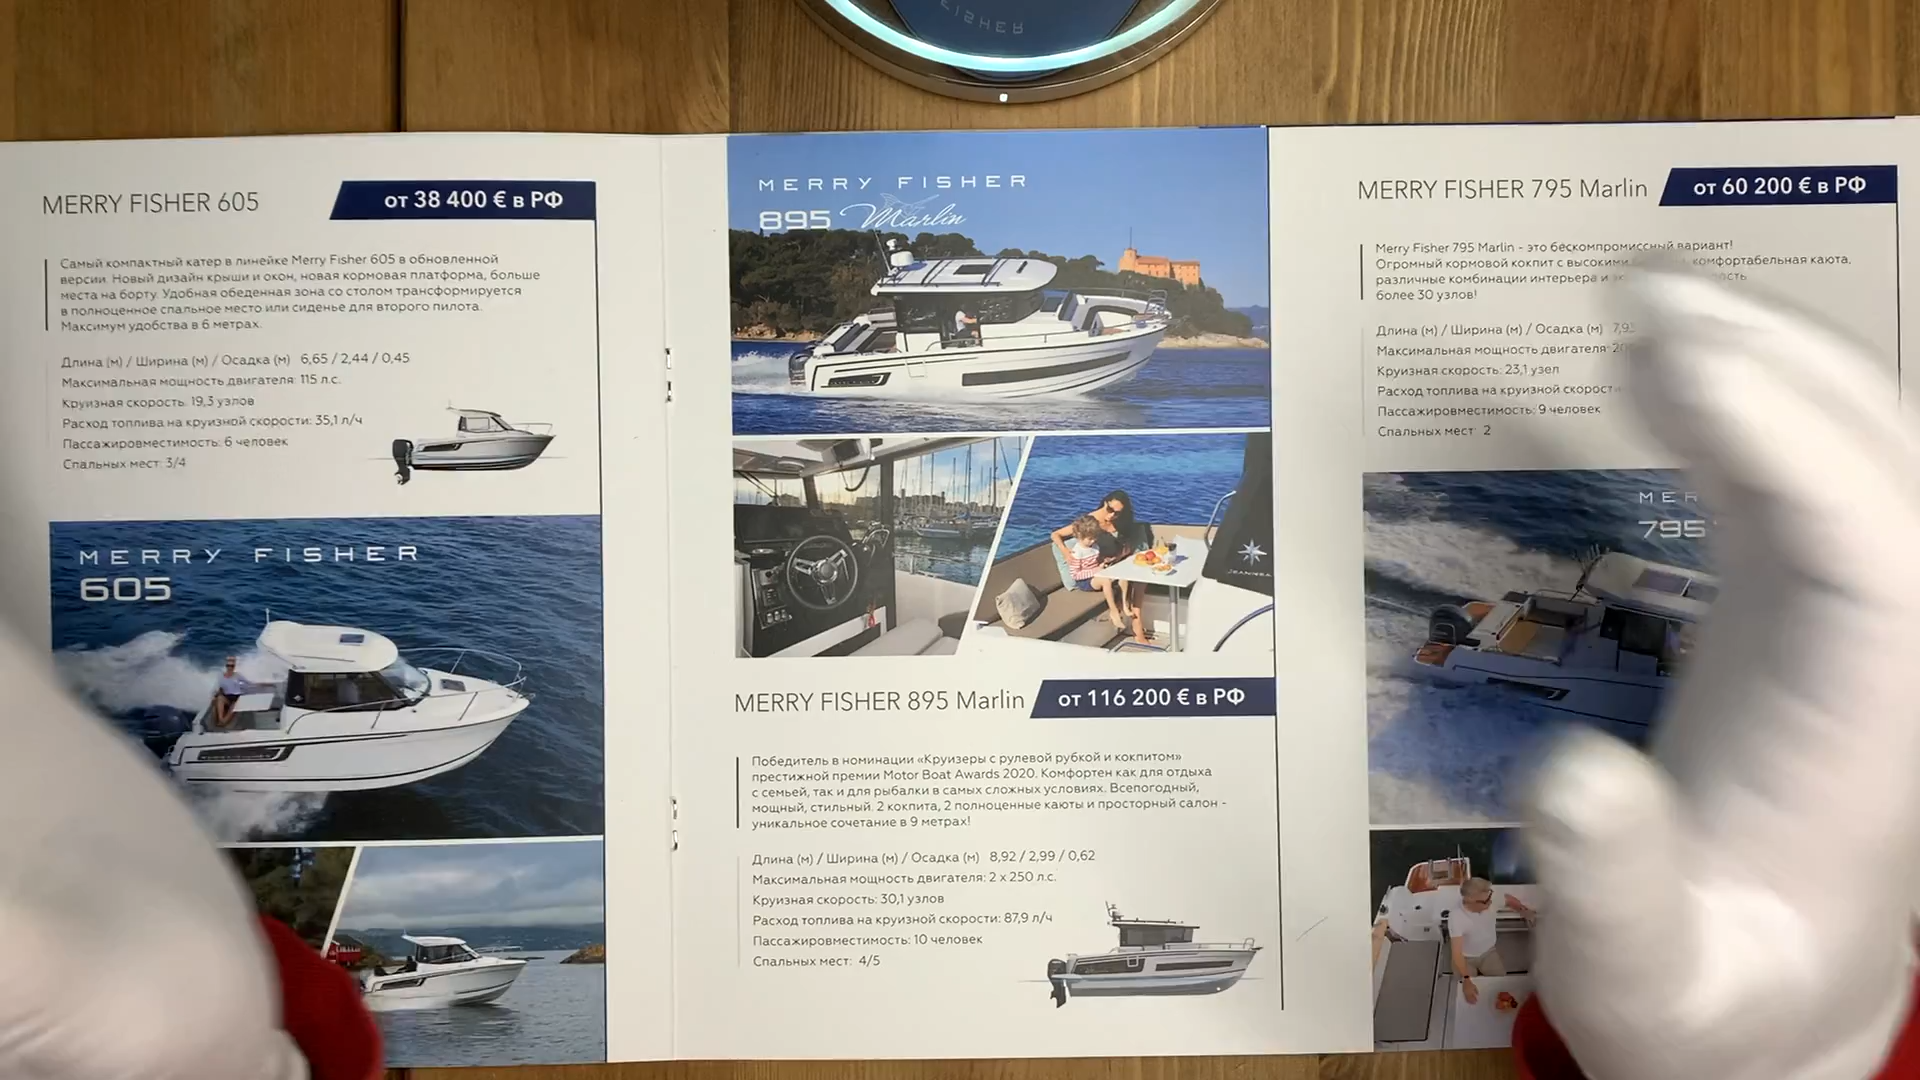 MERRY FISHER 605
от 38 400 € в РФ
Самый компактный катер в линейке Merry Fisher 605 в обновленной
версии. Новый дизайн крыши и окон, новая кормовая платформа, больше
места на борту. Удобная обеденная зона со столом трансформируется
в полноценное спальное место или сиденье для второго пилота.
Максимум удобства в 6 метрах.
Длина (м) / Ширина (м) / Осадка (м) 6,65 / 2,44 / 0,45
Максимальная мощность двигателя: 115 л.с.
Круизная скорость: 19,3 узлов
Расход топлива на круизной скорости: 35,1 л/ч
Пассажировместимость: 6 человек
Спальных мест: 3/4
MERRY FISHER
605
FISHER
MERRY FISHER
895 Marlin
JEANNEAU
MERRY FISHER 895 Marlin
от 116 200 € в РФ
Победитель в номинации «Круизеры с рулевой рубкой и кокпитом»
престижной премии Motor Boat Awards 2020. Комфортен как для отдыха
с семьей, так и для рыбалки в самых сложных условиях. Всепогодный,
мощный, стильный. 2 кокпита, 2 полноценные каюты и просторный салон -
уникальное сочетание в 9 метрах!
Длина (м) / Ширина (м) / Осадка (м) 8,92 / 2,99 / 0,62
Максимальная мощность двигателя: 2 x 250 л.с.
Круизная скорость: 30,1 узлов
Расход топлива на круизной скорости: 87,9 л/ч
Пассажировместимость: 10 человек
Спальных мест: 4/5
MERRY FISHER 795 Marlin
от 60 200 € в РФ
Merry Fisher 795 Marlin - это бескомпромиссный вариант!
Огромный кормовой кокпит с высокими комфортабельная каюта,
различные комбинации интерьера и
более 30 узлов!
Длина (м) / Ширина (м) / Осадка (м) 7,9
Максимальная мощность двигателя: 20
Круизная скорость: 23,1 узел
Расход топлива на круизной скорости
Пассажировместимость: 9 человек
Спальных мест: 2
MER
795